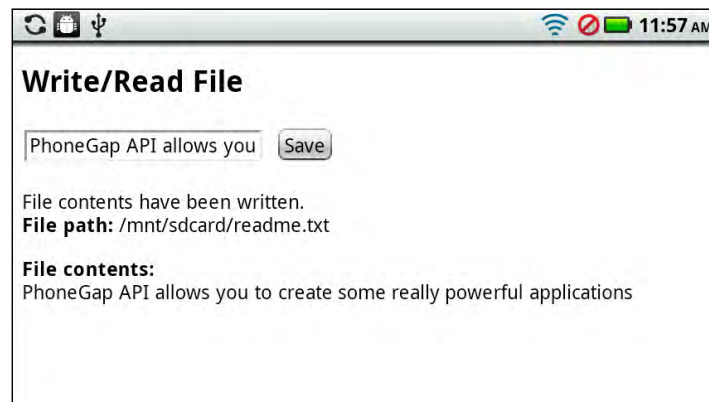 11:57 AM
Write/Read File
PhoneGap API allows you
Save
File contents have been written.
File path: /mnt/sdcard/readme.txt
File contents:
PhoneGap API allows you to create some really powerful applications